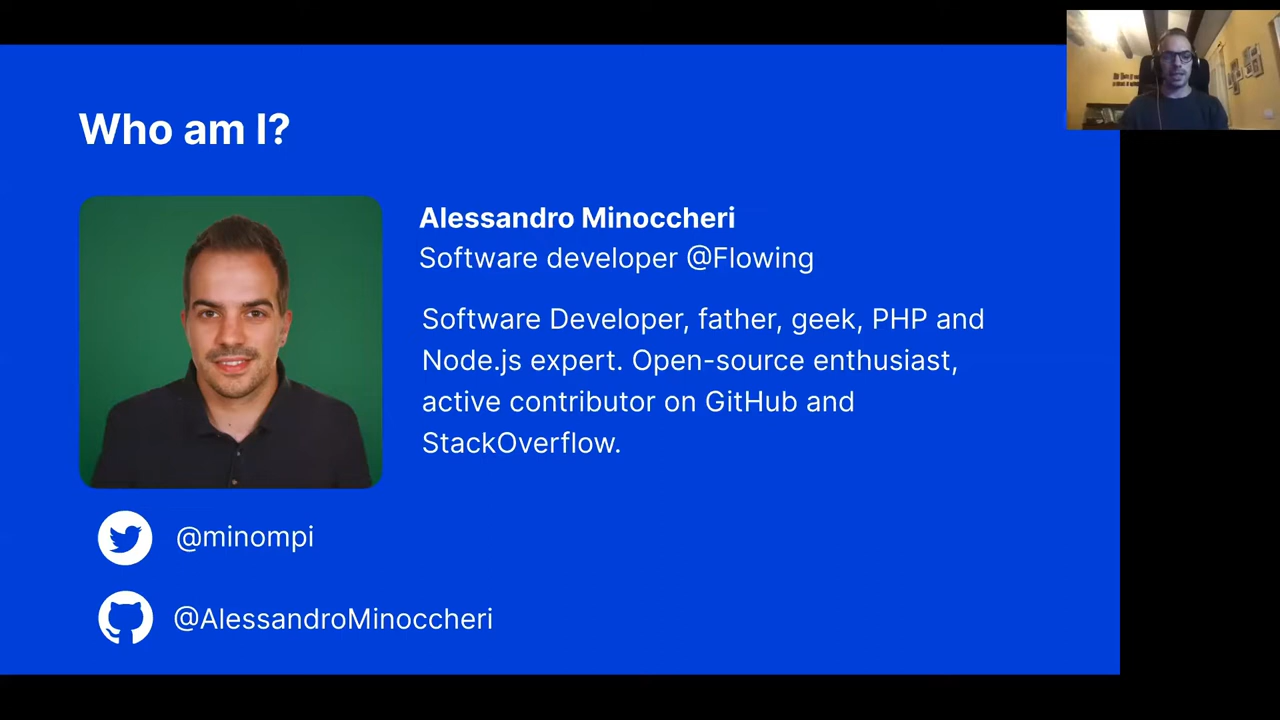 Who am I?
Alessandro Minoccheri
Software developer @Flowing
Software Developer, father, geek, PHP and
Node.js expert. Open-source enthusiast,
active contributor on GitHub and
StackOverflow.
@minompi
@AlessandroMinoccheri